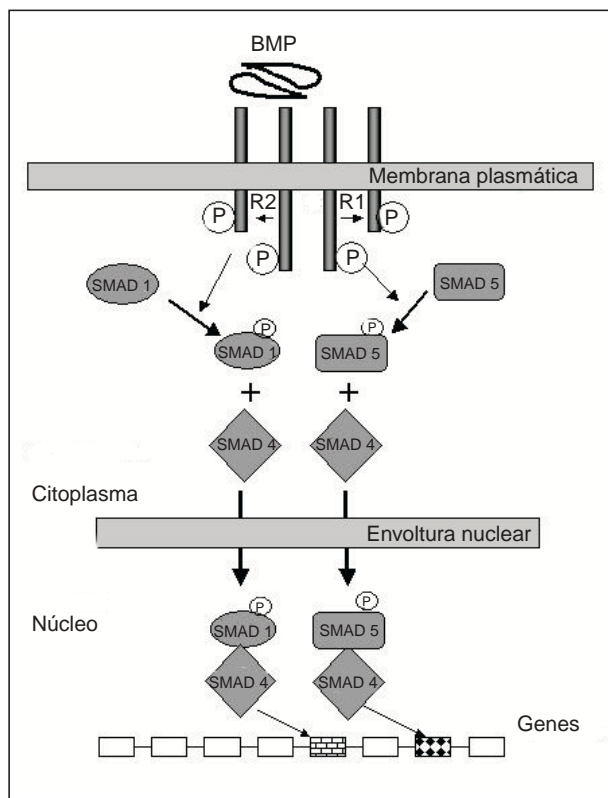 BMP
Membrana plasmática
R2 R1
P P
P P
SMAD 1 SMAD 5
P P
SMAD 1 SMAD 5
+ +
SMAD 4 SMAD 4
Citoplasma
Envoltura nuclear
Núcleo
P P
SMAD 1 SMAD 5
SMAD 4 SMAD 4
Genes